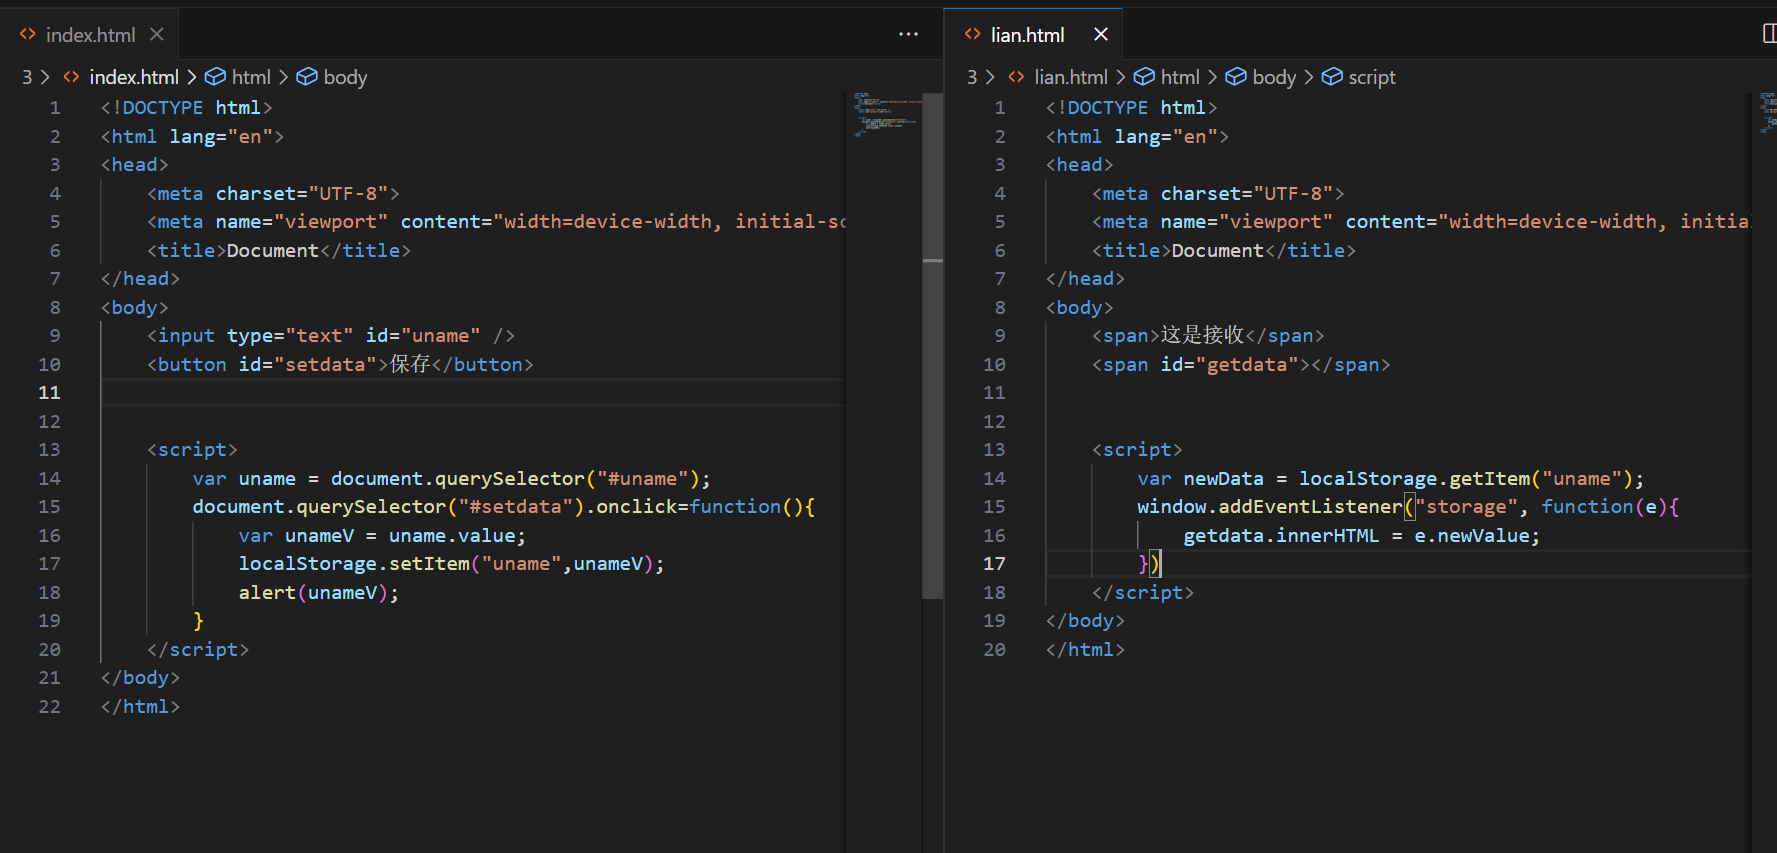 index.html
3 > index.html > html > body
1 <!DOCTYPE html>
2 <html lang="en">
3 <head>
4     <meta charset="UTF-8">
5     <meta name="viewport" content="width=device-width, initial-sc
6     <title>Document</title>
7 </head>
8 <body>
9     <input type="text" id="uname" />
10     <button id="setdata">保存</button>
11
12
13     <script>
14         var uname = document.querySelector("#uname");
15         document.querySelector("#setdata").onclick=function(){
16             var unameV = uname.value;
17             localStorage.setItem("uname",unameV);
18             alert(unameV);
19         }
20     </script>
21 </body>
22 </html>
lian.html
3 > lian.html > html > body > script
1 <!DOCTYPE html>
2 <html lang="en">
3 <head>
4     <meta charset="UTF-8">
5     <meta name="viewport" content="width=device-width, initia
6     <title>Document</title>
7 </head>
8 <body>
9     <span>这是接收</span>
10     <span id="getdata"></span>
11
12
13     <script>
14         var newData = localStorage.getItem("uname");
15         window.addEventListener("storage", function(e){
16             getdata.innerHTML = e.newValue;
17         })
18     </script>
19 </body>
20 </html>